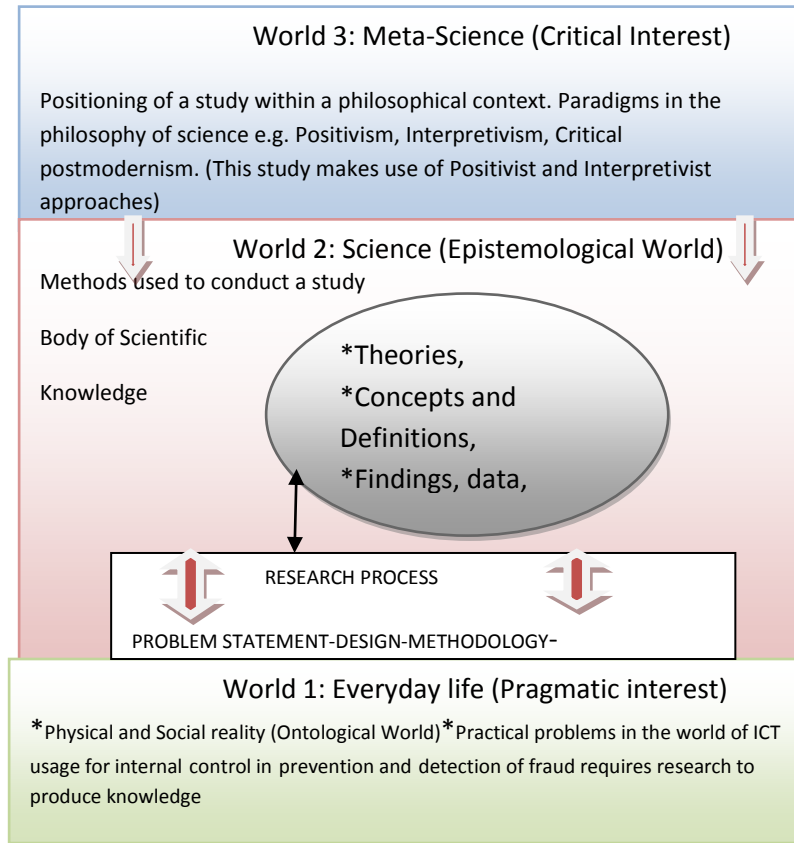 World 3: Meta-Science (Critical Interest)
Positioning of a study within a philosophical context. Paradigms in the
philosophy of science e.g. Positivism, Interpretivism, Critical
postmodernism. (This study makes use of Positivist and Interpretivist
approaches)
World 2: Science (Epistemological World)
Methods used to conduct a study
Body of Scientific
Knowledge
*Theories,
*Concepts and
Definitions,
*Findings, data,
RESEARCH PROCESS
PROBLEM STATEMENT-DESIGN-METHODOLOGY-
World 1: Everyday life (Pragmatic interest)
*Physical and Social reality (Ontological World)*Practical problems in the world of ICT
usage for internal control in prevention and detection of fraud requires research to
produce knowledge